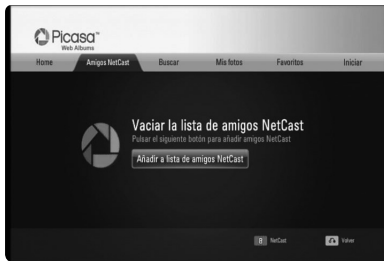 Picasa™
Web Albums
Home Amigos NetCast Buscar Mis fotos Favoritos Iniciar
Vaciar la lista de amigos NetCast
Pulsar el siguiente botón para añadir amigos NetCast
Añadir a lista de amigos NetCast
NetCast Volver